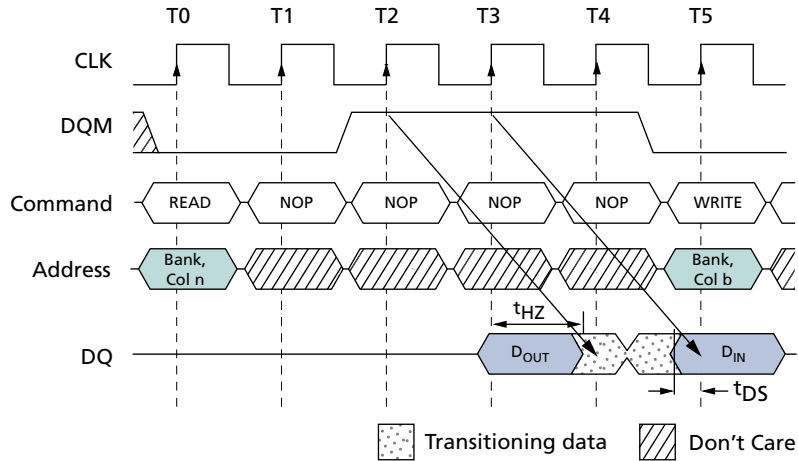 T0 T1 T2 T3 T4 T5
CLK
DQM
Command READ NOP NOP NOP NOP WRITE
Address Bank, Col n Bank, Col b
tHZ
DQ DOUT DIN
tDS
Transitioning data Don't Care